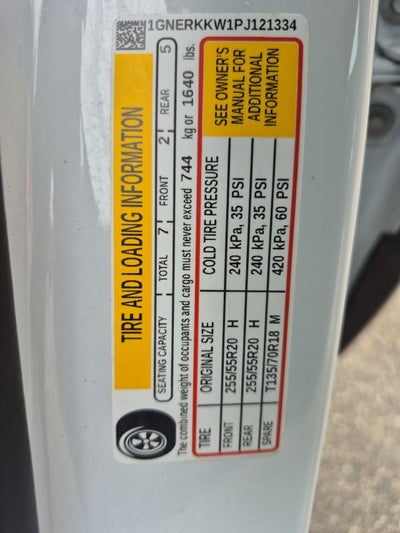 1GNERKKW1PJ121334
TIRE AND LOADING INFORMATION
SEATING CAPACITY TOTAL 7 FRONT 2 REAR 5
The combined weight of occupants and cargo must never exceed 744 kg or 1640 lbs.
TIRE ORIGINAL SIZE COLD TIRE PRESSURE
FRONT 255/55R20 H 240 kPa, 35 PSI
REAR 255/55R20 H 240 kPa, 35 PSI
SPARE T135/70R18 M 420 kPa, 60 PSI
SEE OWNER'S
MANUAL FOR
ADDITIONAL
INFORMATION